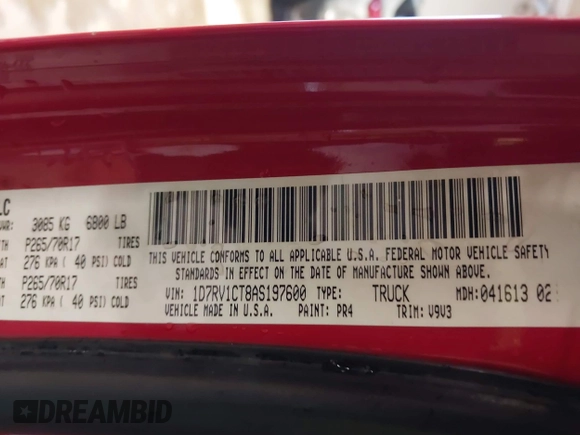 LC
3085 KG 6800 LB
P265/70R17 TIRES
276 KPA ( 40 PSI) COLD
P265/70R17 TIRES
276 KPA ( 40 PSI) COLD
THIS VEHICLE CONFORMS TO ALL APPLICABLE U.S.A. FEDERAL MOTOR VEHICLE SAFETY
STANDARDS IN EFFECT ON THE DATE OF MANUFACTURE SHOWN ABOVE.
VIN: 1D7RV1CT8AS197600 TYPE: TRUCK MDH: 041613 02
VEHICLE MADE IN U.S.A. PAINT: PR4 TRIM: V9V3
DREAMBID